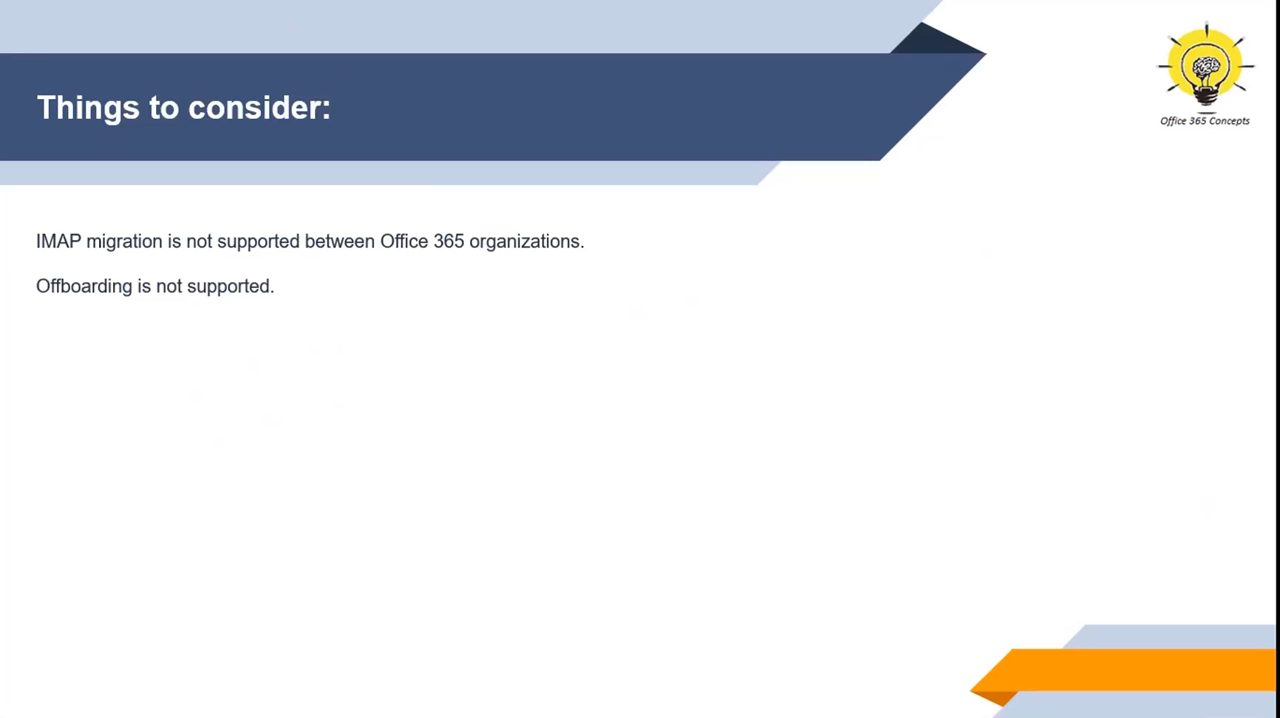 Things to consider:
Office 365 Concepts
IMAP migration is not supported between Office 365 organizations.
Offboarding is not supported.